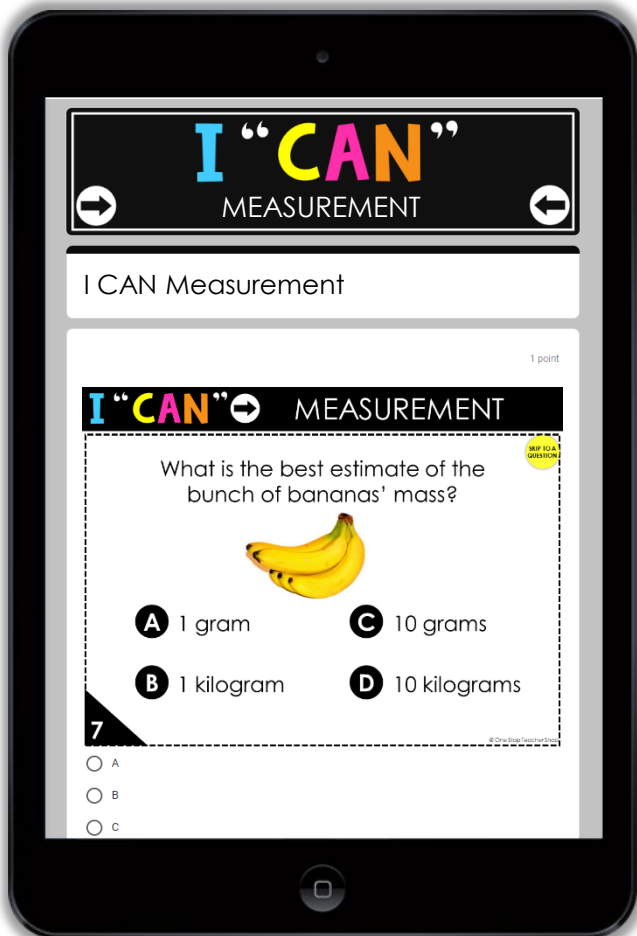 I “CAN”
MEASUREMENT
I CAN Measurement
1 point
I “CAN” MEASUREMENT
SKIP TO A
QUESTION
What is the best estimate of the
bunch of bananas’ mass?
A 1 gram
C 10 grams
B 1 kilogram
D 10 kilograms
7
© One Stop Teacher Shop
A
B
C